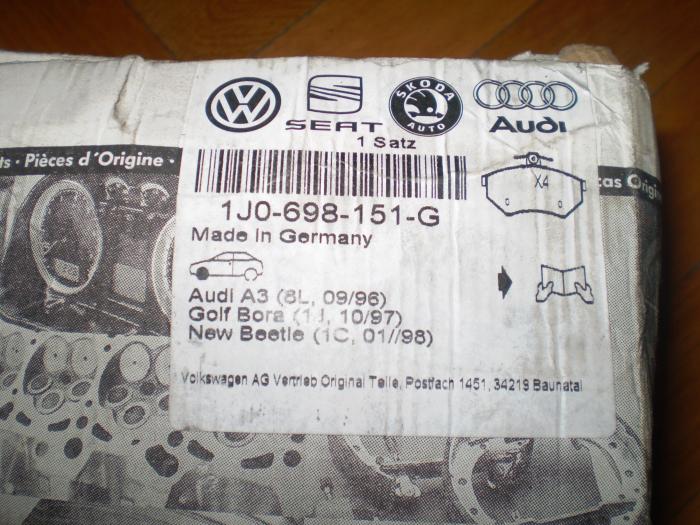 SEAT
SKODA
AUTO
Audi
1 Satz
ts · Pièces d'Origine ·
cas Origi
X4
1J0-698-151-G
Made in Germany
Audi A3 (8L, 09/96)
Golf Bora (1J, 10/97)
New Beetle (1C, 01//98)
Volkswagen AG Vertrieb Original Teile, Postfach 1451, 34219 Baunatal